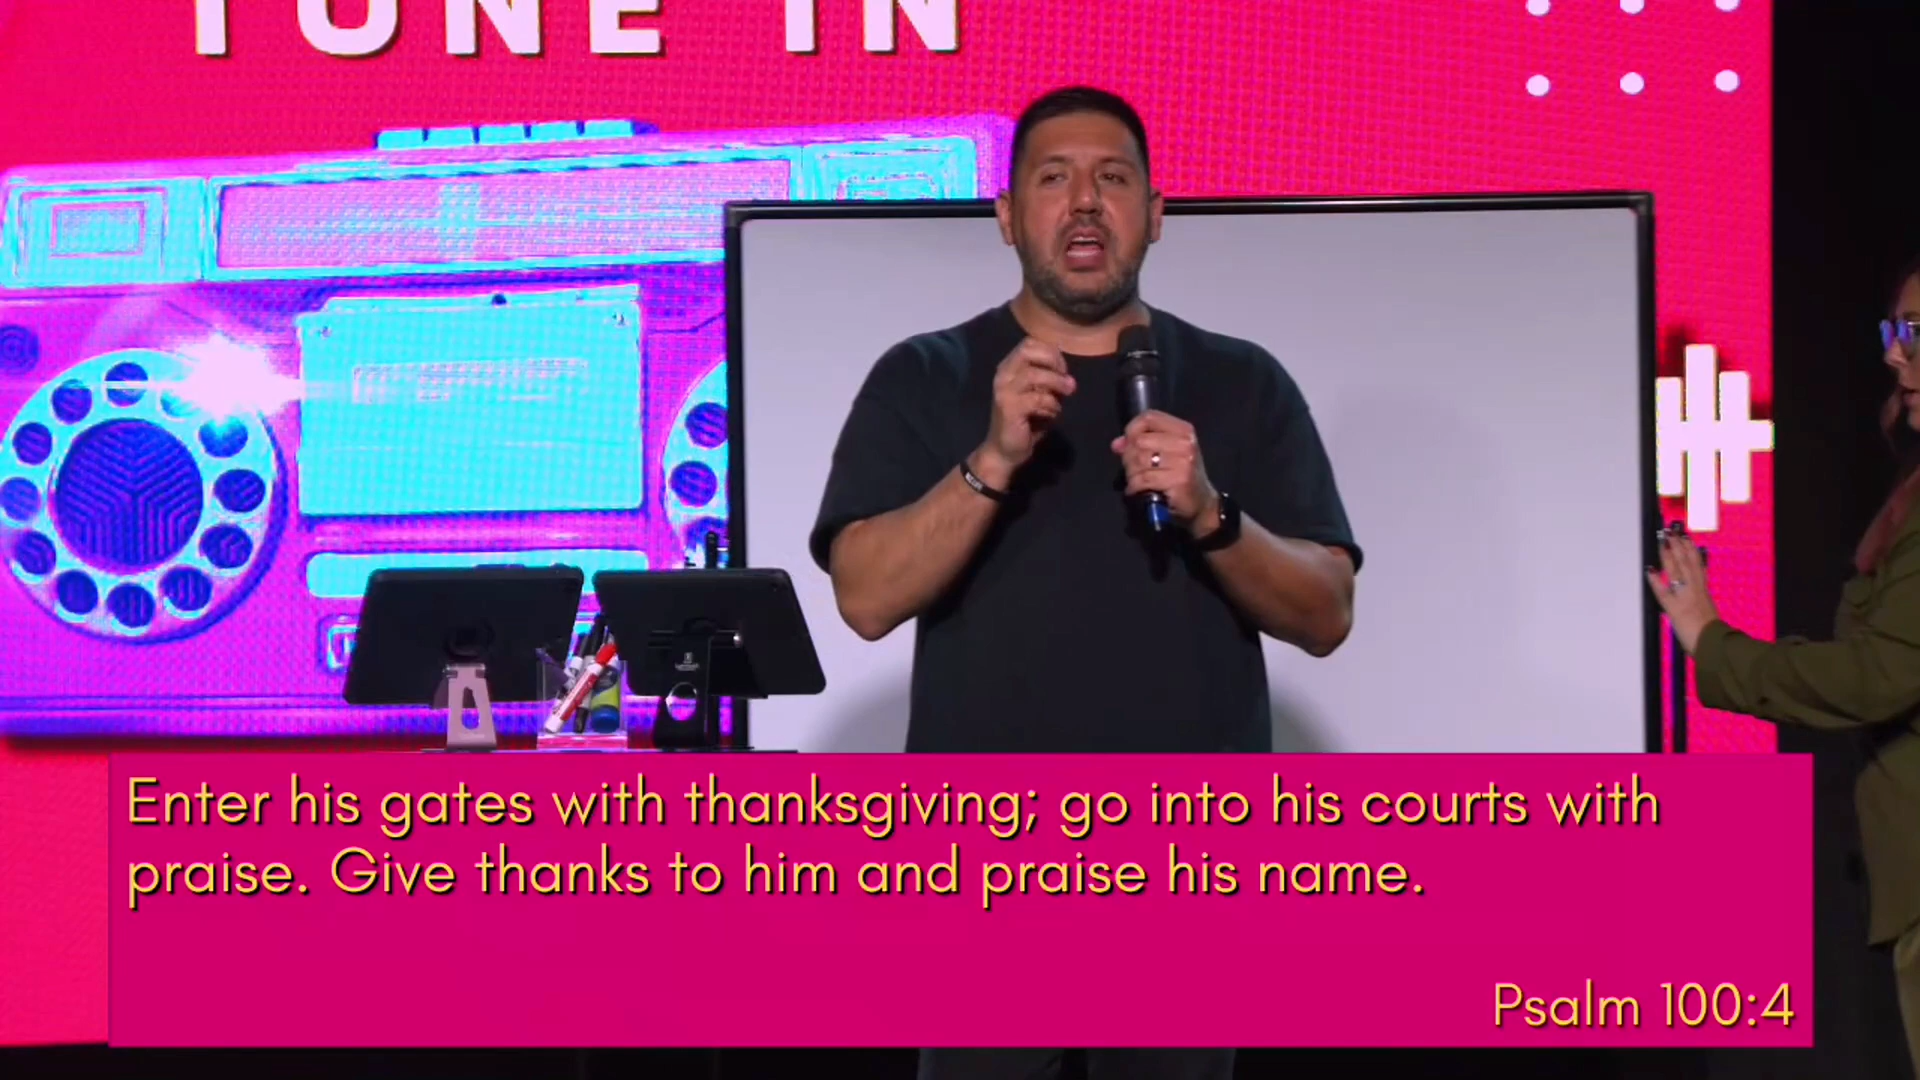 TUNE IN
Enter his gates with thanksgiving; go into his courts with
praise. Give thanks to him and praise his name.
Psalm 100:4